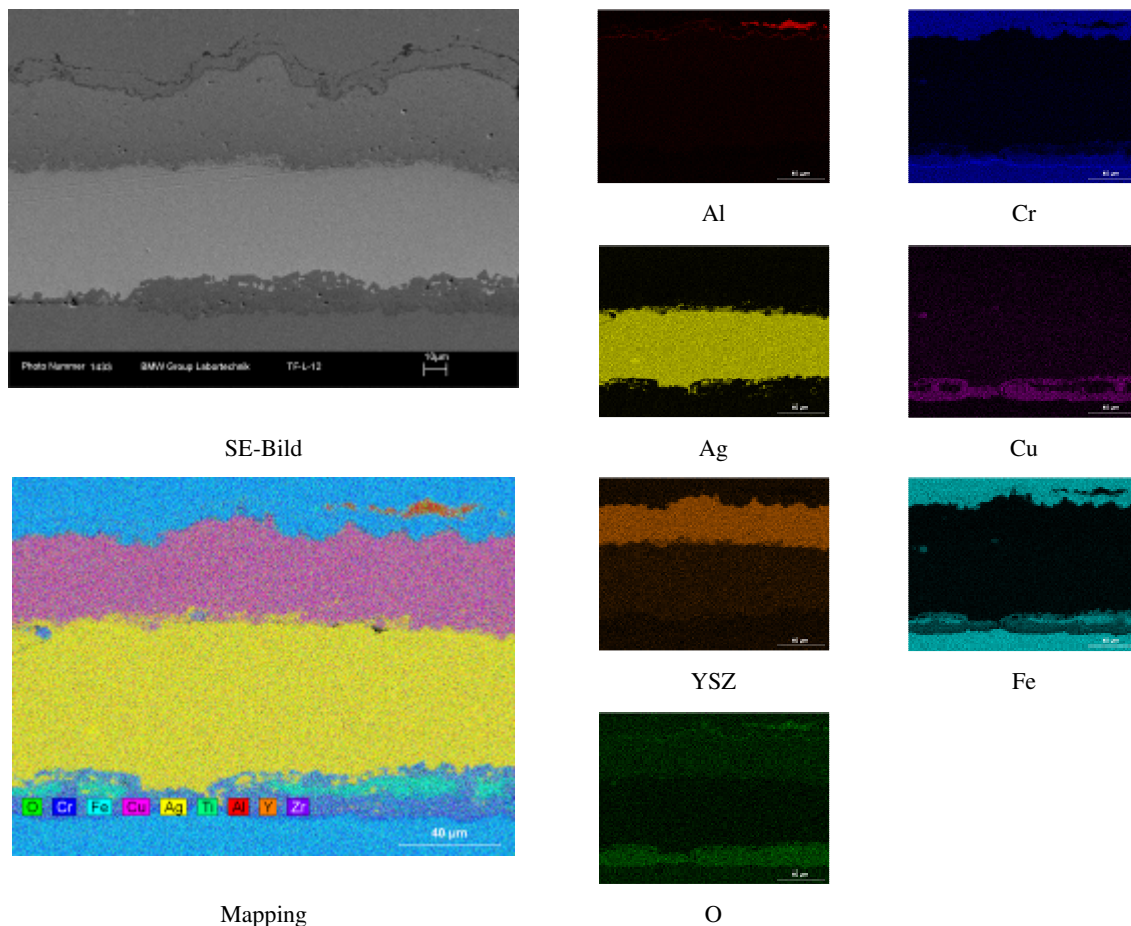 Photo Nummer 1433 BMW Group Labortechnik TF-L-12 10µm
SE-Bild
Al
Cr
Ag
Cu
O Cr Fe Cu Ag Ti Al Y Zr
40 µm
Mapping
YSZ
Fe
O